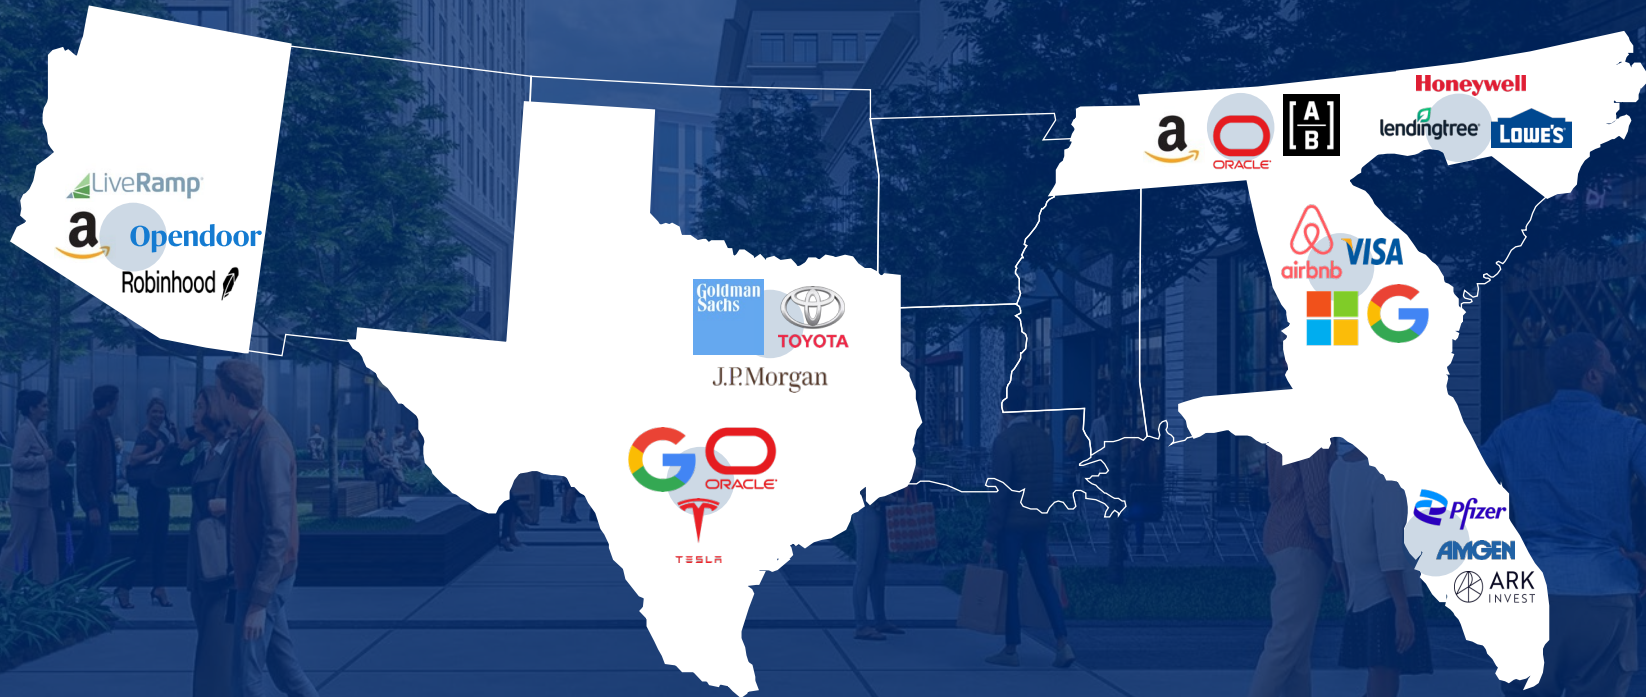 LiveRamp
a
Opendoor
Robinhood
Goldman
Sachs
TOYOTA
J.P.Morgan
G
ORACLE
TESLA
a
ORACLE
[A
B]
Honeywell
lendingtree
LOWE'S
airbnb
VISA
G
Pfizer
AMGEN
ARK
INVEST